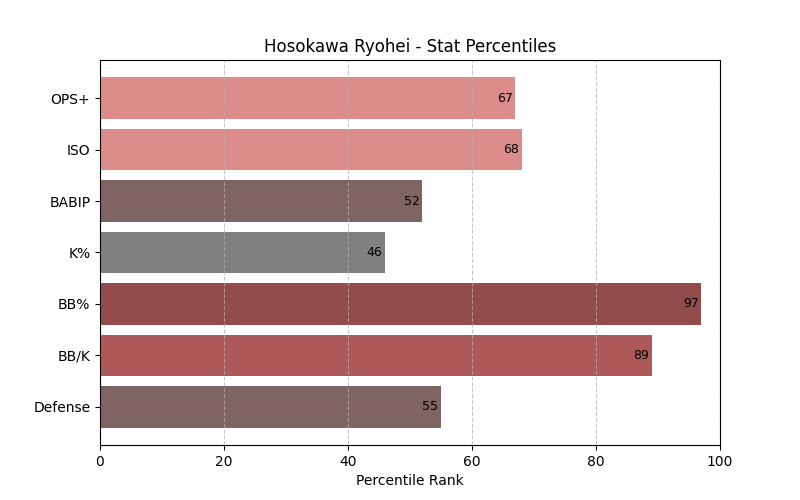 Hosokawa Ryohei - Stat Percentiles
OPS+ 67
ISO 68
BABIP 52
K% 46
BB% 97
BB/K 89
Defense 55
0 20 40 60 80 100
Percentile Rank